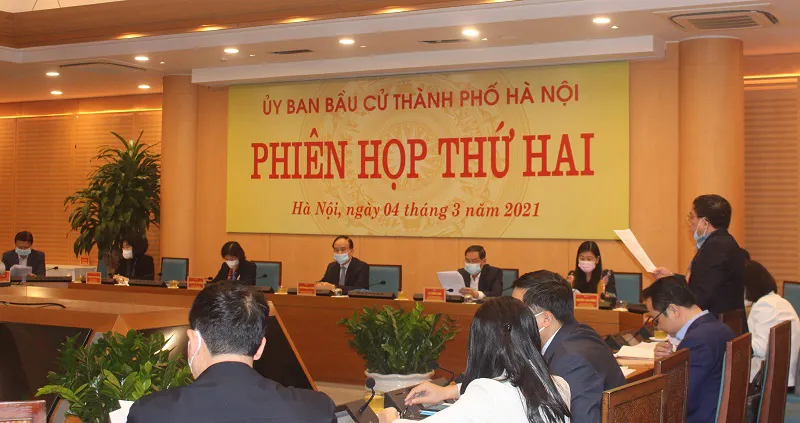 ỦY BAN BẦU CỬ THÀNH PHỐ HÀ NỘI
PHIÊN HỌP THỨ HAI
Hà Nội, ngày 04 tháng 3 năm 2021